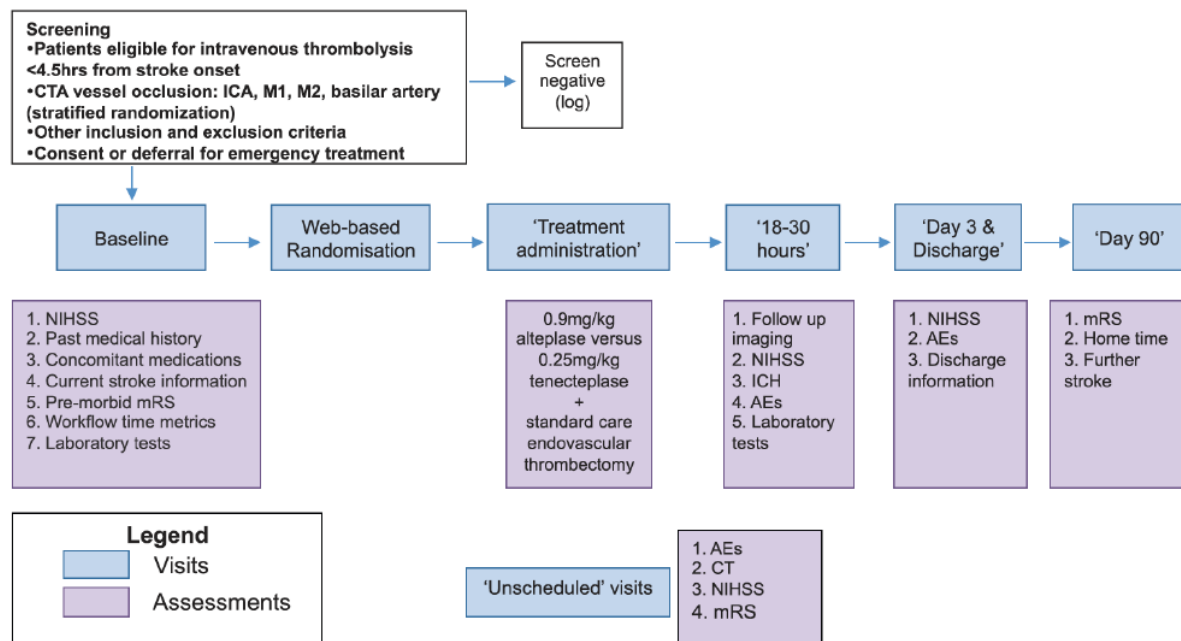 Screening
•Patients eligible for intravenous thrombolysis
<4.5hrs from stroke onset
•CTA vessel occlusion: ICA, M1, M2, basilar artery
(stratified randomization)
•Other inclusion and exclusion criteria
•Consent or deferral for emergency treatment
Screen
negative
(log)
Baseline
Web-based
Randomisation
‘Treatment
administration’
‘18-30
hours’
‘Day 3 &
Discharge’
‘Day 90’
1. NIHSS
2. Past medical history
3. Concomitant medications
4. Current stroke information
5. Pre-morbid mRS
6. Workflow time metrics
7. Laboratory tests
0.9mg/kg
alteplase versus
0.25mg/kg
tenecteplase
+
standard care
endovascular
thrombectomy
1. Follow up
imaging
2. NIHSS
3. ICH
4. AEs
5. Laboratory
tests
1. NIHSS
2. AEs
3. Discharge
information
1. mRS
2. Home time
3. Further
stroke
Legend
Visits
Assessments
‘Unscheduled’ visits
1. AEs
2. CT
3. NIHSS
4. mRS